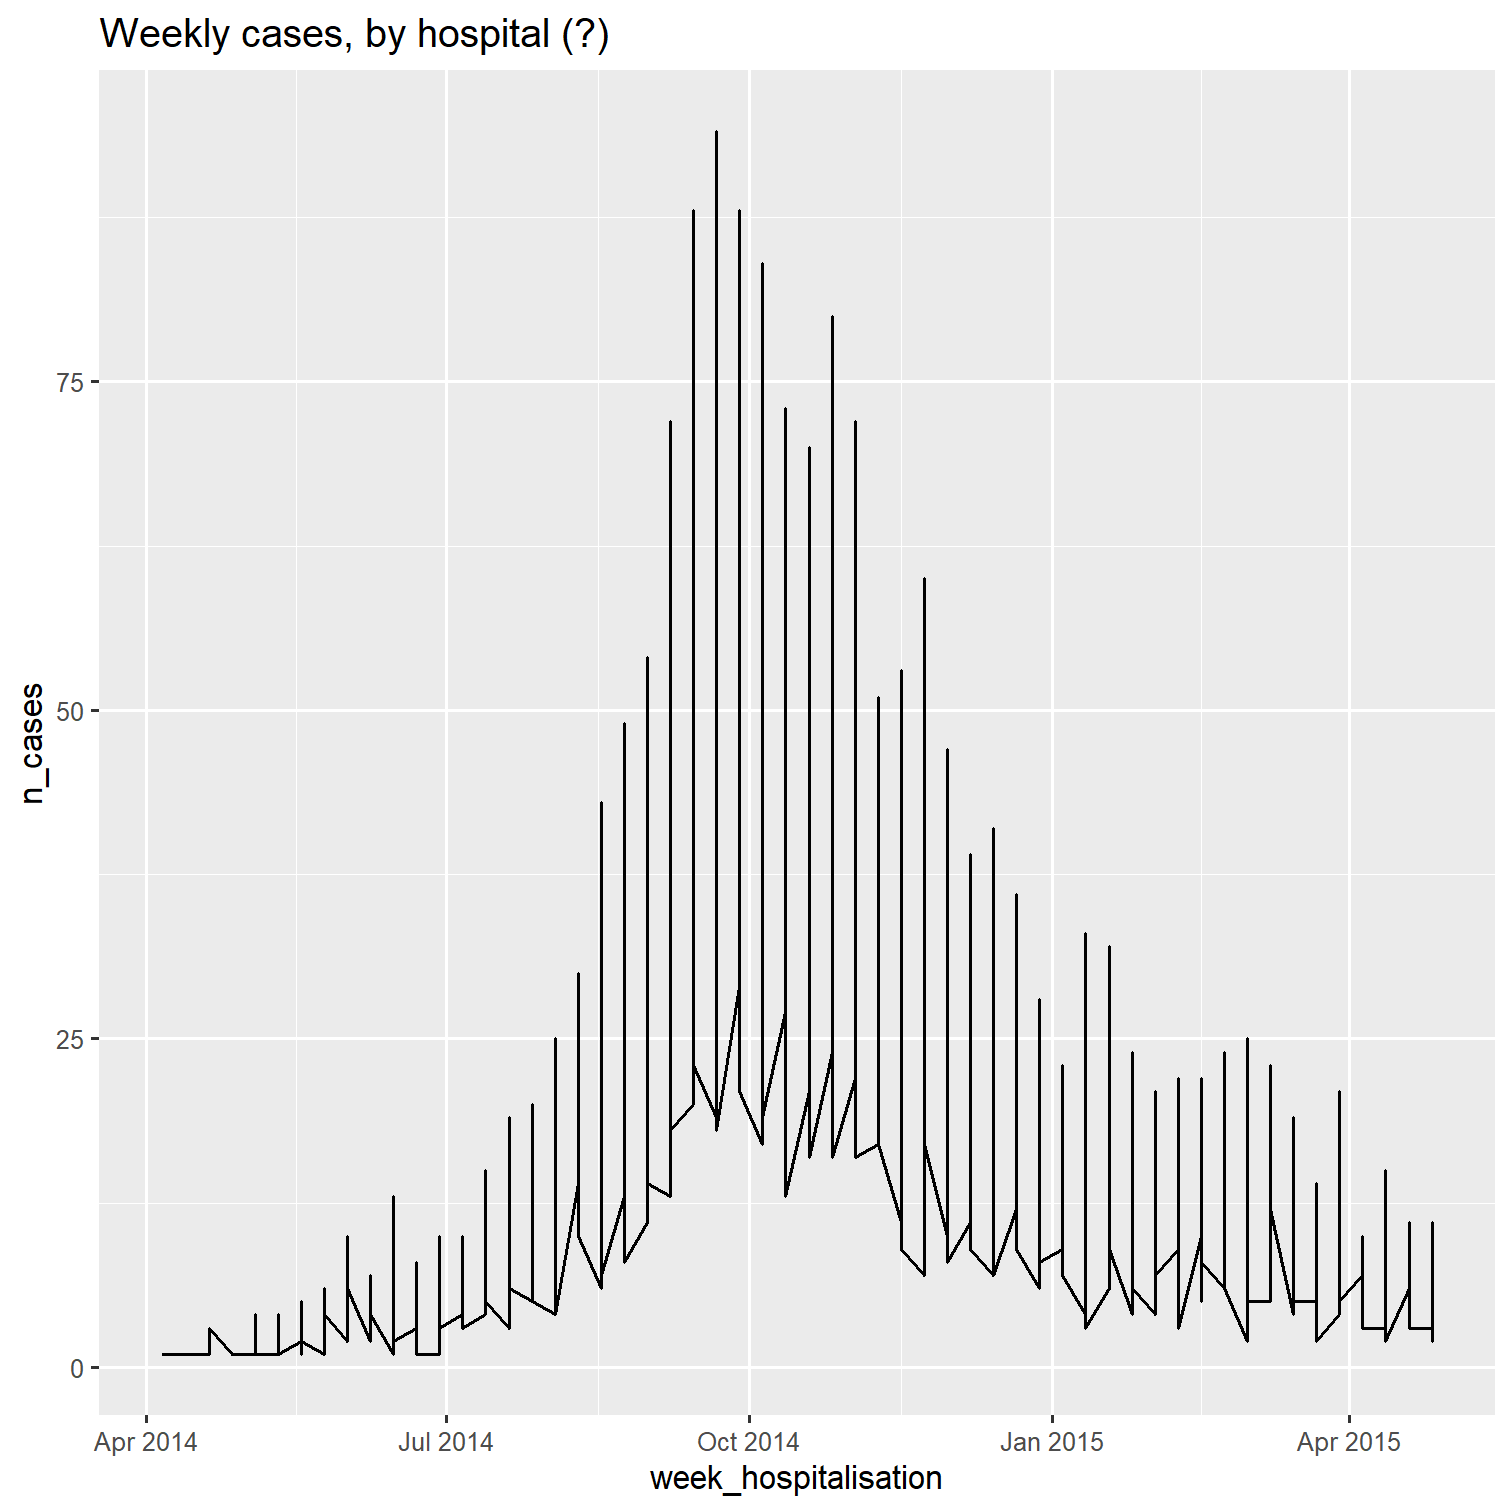 Weekly cases, by hospital (?)
75
50
25
0
n_cases
Apr 2014
Jul 2014
Oct 2014
Jan 2015
Apr 2015
week_hospitalisation